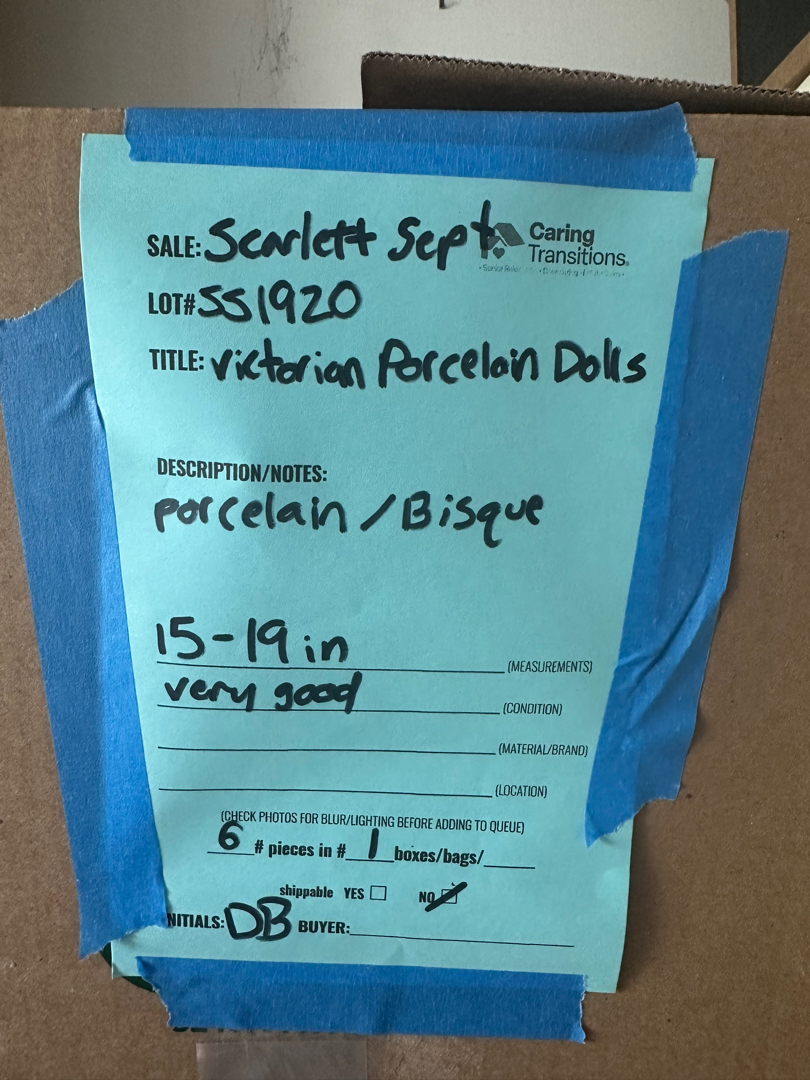 SALE: Scarlett Sept
Caring
Transitions.
LOT# SS1920
TITLE: Victorian Porcelain Dolls
DESCRIPTION/NOTES:
Porcelain / Bisque
15-19 in (MEASUREMENTS)
very good (CONDITION)
(MATERIAL/BRAND)
(LOCATION)
(CHECK PHOTOS FOR BLUR/LIGHTING BEFORE ADDING TO QUEUE)
6 # pieces in # 1 boxes/bags/
shippable YES NO
NITIALS: DB BUYER: